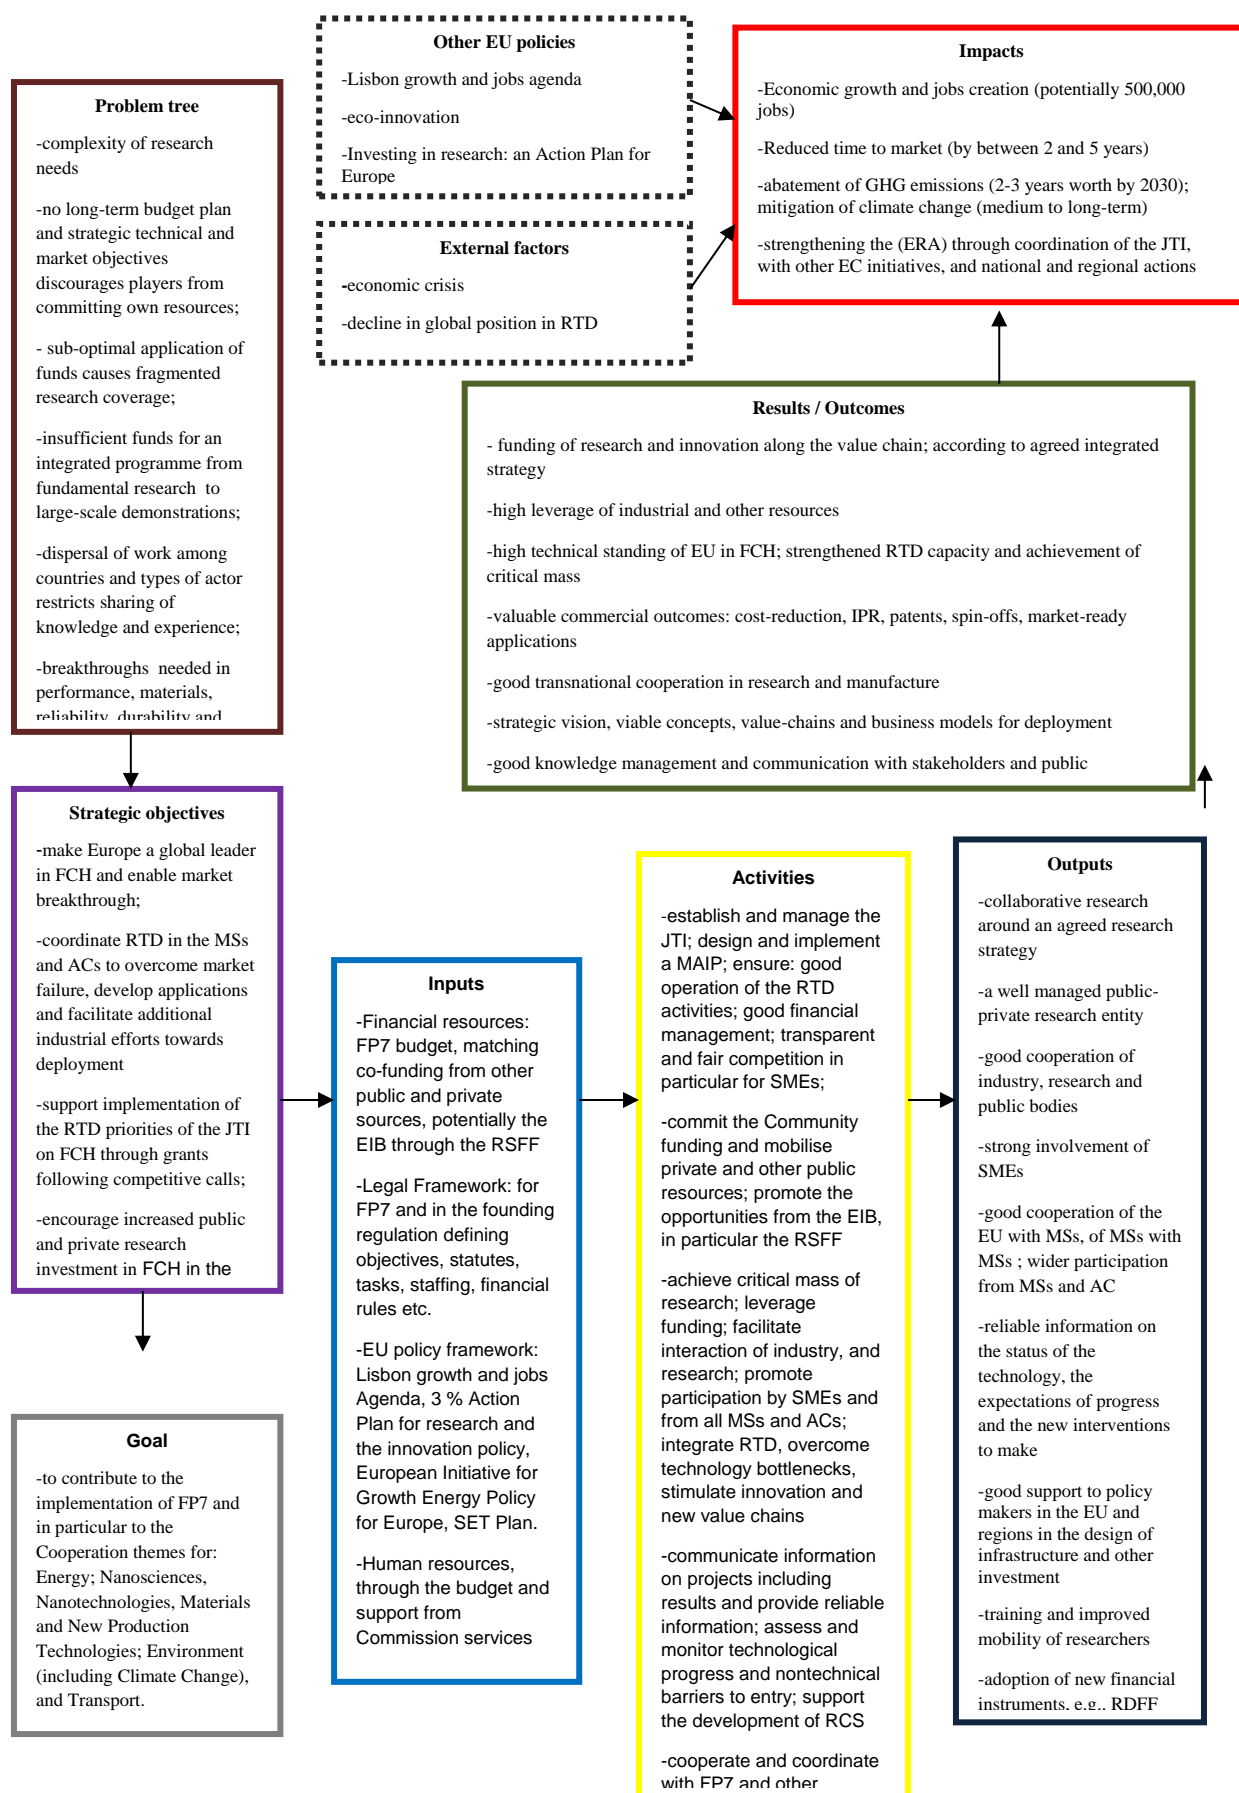 Other EU policies
-Lisbon growth and jobs agenda
-eco-innovation
-Investing in research: an Action Plan for
Europe
Impacts
-Economic growth and jobs creation (potentially 500,000
jobs)
-Reduced time to market (by between 2 and 5 years)
-abatement of GHG emissions (2-3 years worth by 2030);
mitigation of climate change (medium to long-term)
-strengthening the (ERA) through coordination of the JTI,
with other EC initiatives, and national and regional actions
Problem tree
-complexity of research
needs
-no long-term budget plan
and strategic technical and
market objectives
discourages players from
committing own resources;
- sub-optimal application of
funds causes fragmented
research coverage;
-insufficient funds for an
integrated programme from
fundamental research to
large-scale demonstrations;
-dispersal of work among
countries and types of actor
restricts sharing of
knowledge and experience;
-breakthroughs needed in
performance, materials,
reliability, durability and
External factors
-economic crisis
-decline in global position in RTD
Results / Outcomes
- funding of research and innovation along the value chain; according to agreed integrated
strategy
-high leverage of industrial and other resources
-high technical standing of EU in FCH; strengthened RTD capacity and achievement of
critical mass
-valuable commercial outcomes: cost-reduction, IPR, patents, spin-offs, market-ready
applications
-good transnational cooperation in research and manufacture
-strategic vision, viable concepts, value-chains and business models for deployment
-good knowledge management and communication with stakeholders and public
Strategic objectives
-make Europe a global leader
in FCH and enable market
breakthrough;
-coordinate RTD in the MSs
and ACs to overcome market
failure, develop applications
and facilitate additional
industrial efforts towards
deployment
-support implementation of
the RTD priorities of the JTI
on FCH through grants
following competitive calls;
-encourage increased public
and private research
investment in FCH in the
Goal
-to contribute to the
implementation of FP7 and
in particular to the
Cooperation themes for:
Energy; Nanosciences,
Nanotechnologies, Materials
and New Production
Technologies; Environment
(including Climate Change),
and Transport.
Inputs
-Financial resources:
FP7 budget, matching
co-funding from other
public and private
sources, potentially the
EIB through the RSFF
-Legal Framework: for
FP7 and in the founding
regulation defining
objectives, statutes,
tasks, staffing, financial
rules etc.
-EU policy framework:
Lisbon growth and jobs
Agenda, 3 % Action
Plan for research and
the innovation policy,
European Initiative for
Growth Energy Policy
for Europe, SET Plan.
-Human resources,
through the budget and
support from
Commission services
Activities
-establish and manage the
JTI; design and implement
a MAIP; ensure: good
operation of the RTD
activities; good financial
management; transparent
and fair competition in
particular for SMEs;
-commit the Community
funding and mobilise
private and other public
resources; promote the
opportunities from the EIB,
in particular the RSFF
-achieve critical mass of
research; leverage
funding; facilitate
interaction of industry, and
research; promote
participation by SMEs and
from all MSs and ACs;
integrate RTD, overcome
technology bottlenecks,
stimulate innovation and
new value chains
-communicate information
on projects including
results and provide reliable
information; assess and
monitor technological
progress and nontechnical
barriers to entry; support
the development of RCS
-cooperate and coordinate
with FP7 and other
Outputs
-collaborative research
around an agreed research
strategy
-a well managed public-
private research entity
-good cooperation of
industry, research and
public bodies
-strong involvement of
SMEs
-good cooperation of the
EU with MSs, of MSs with
MSs ; wider participation
from MSs and AC
-reliable information on
the status of the
technology, the
expectations of progress
and the new interventions
to make
-good support to policy
makers in the EU and
regions in the design of
infrastructure and other
investment
-training and improved
mobility of researchers
-adoption of new financial
instruments, e.g., RDFF